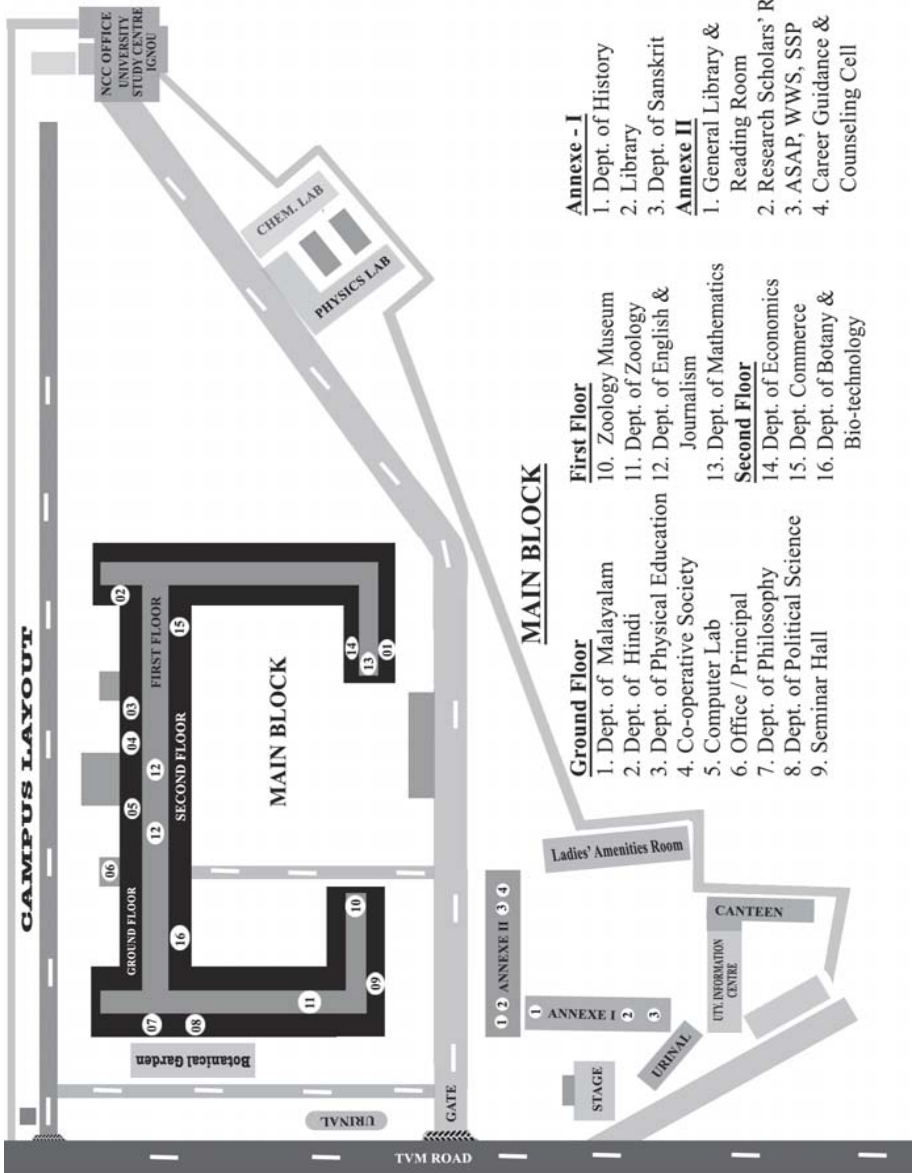 CAMPUS LAYOUT
NCC OFFICE
UNIVERSITY
STUDY CENTRE
IGNOU
CHEM. LAB
PHYSICS LAB
02
FIRST FLOOR
15
14
13
01
03
04
12
SECOND FLOOR
MAIN BLOCK
05
12
06
GROUND FLOOR
16
10
09
11
07
08
Botanical Garden
URINAL
GATE
TVM ROAD
Ladies' Amenities Room
1 2 ANNEXE II 3 4
1 ANNEXE I 2 3
CANTEEN
UTY. INFORMATION
CENTRE
URINAL
STAGE
MAIN BLOCK
Ground Floor
1. Dept. of Malayalam
2. Dept. of Hindi
3. Dept. of Physical Education
4. Co-operative Society
5. Computer Lab
6. Office / Principal
7. Dept. of Philosophy
8. Dept. of Political Science
9. Seminar Hall
First Floor
10. Zoology Museum
11. Dept. of Zoology
12. Dept. of English &
Journalism
13. Dept. of Mathematics
Second Floor
14. Dept. of Economics
15. Dept. Commerce
16. Dept. of Botany &
Bio-technology
Annexe - I
1. Dept. of History
2. Library
3. Dept. of Sanskrit
Annexe II
1. General Library &
Reading Room
2. Research Scholars'
3. ASAP, WWS, SSP
4. Career Guidance &
Counseling Cell